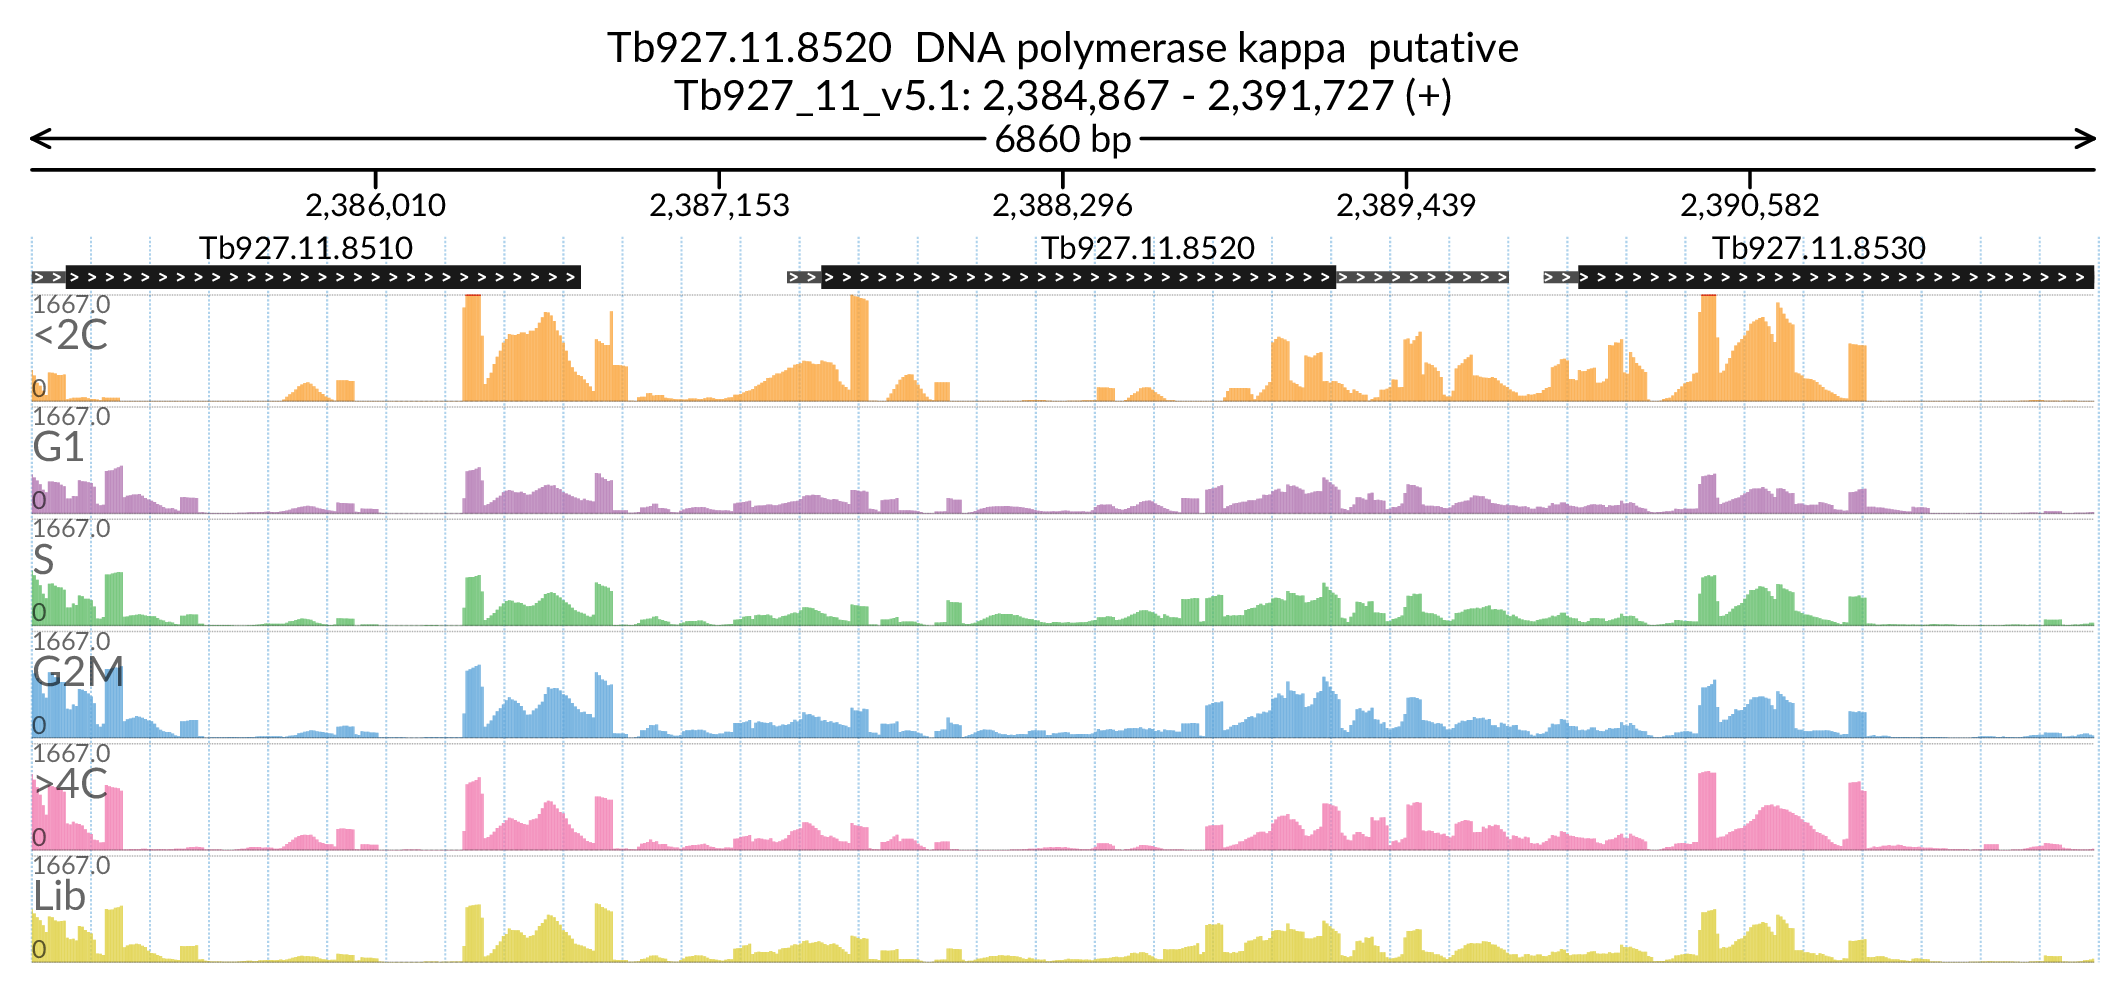 Tb927.11.8520 DNA polymerase kappa putative
Tb927_11_v5.1: 2,384,867 - 2,391,727 (+)
6860 bp
2,386,010 2,387,153 2,388,296 2,389,439 2,390,582
Tb927.11.8510 Tb927.11.8520 Tb927.11.8530
1667.0
<2C
0
1667.0
G1
0
1667.0
S
0
1667.0
G2M
0
1667.0
>4C
0
1667.0
Lib
0